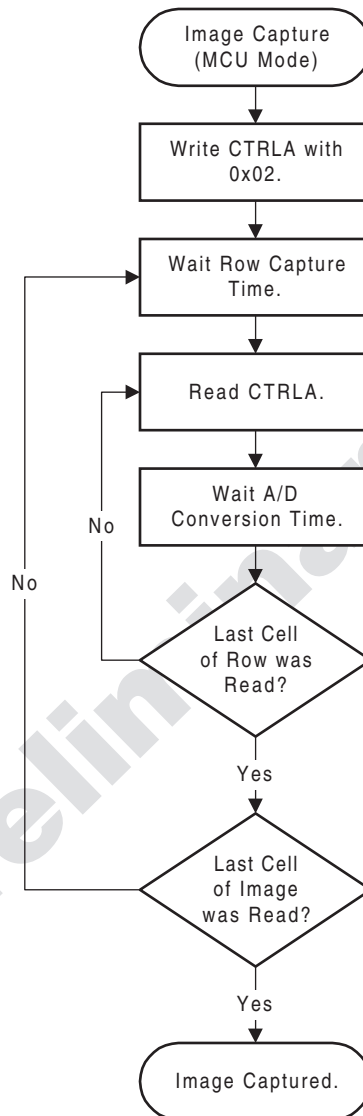 Image Capture
(MCU Mode)
Write CTRLA with
0x02.
Wait Row Capture
Time.
Read CTRLA.
Wait A/D
Conversion Time.
No
No
Last Cell
of Row was
Read?
Yes
Last Cell
of Image
was Read?
Yes
Image Captured.